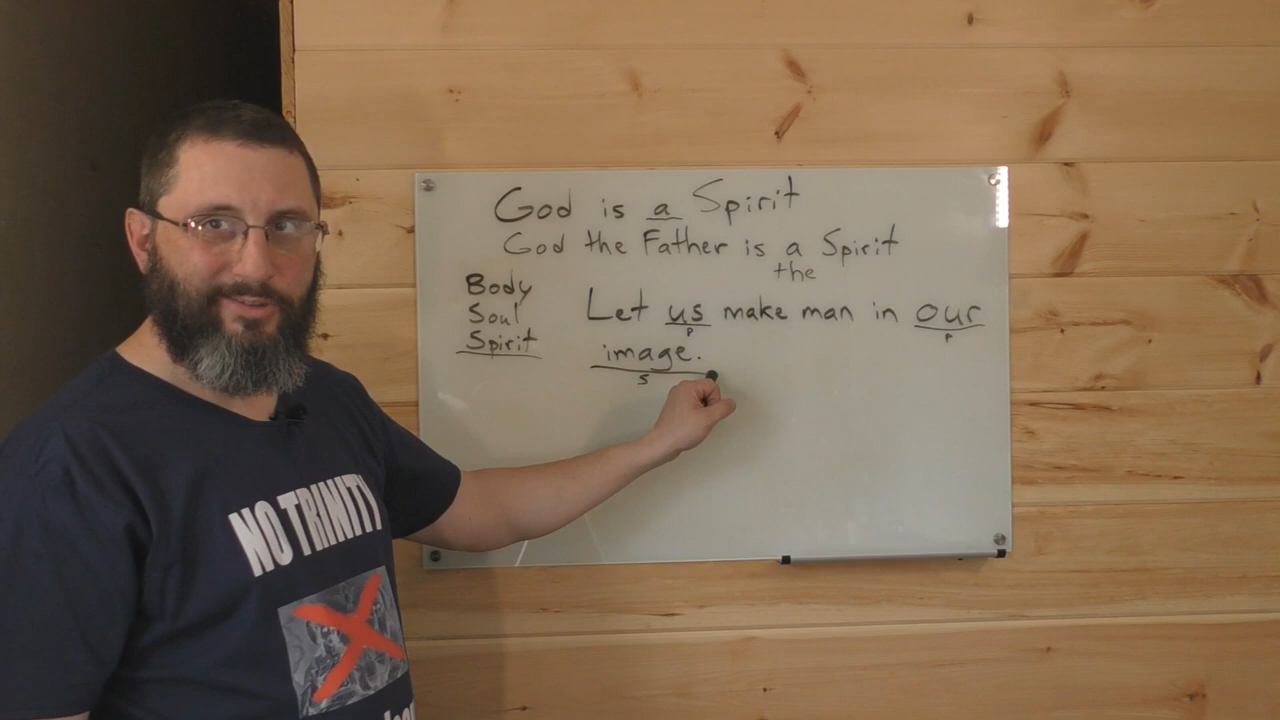 God is a Spirit
God the Father is a Spirit
the
Body
Soul
Spirit
Let us make man in our
P
P
image.
S
NO TRINITY